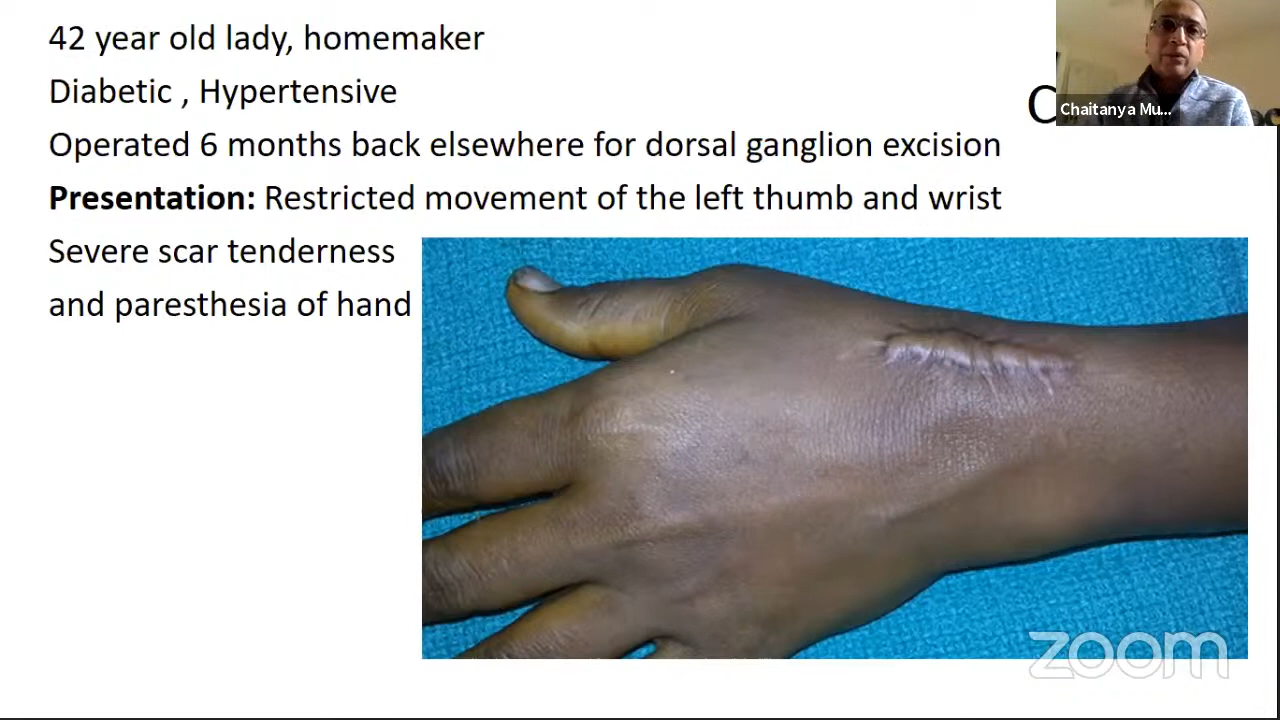 42 year old lady, homemaker
Diabetic , Hypertensive
Operated 6 months back elsewhere for dorsal ganglion excision
Presentation: Restricted movement of the left thumb and wrist
Severe scar tenderness
and paresthesia of hand
Chaitanya Mu...
zoom